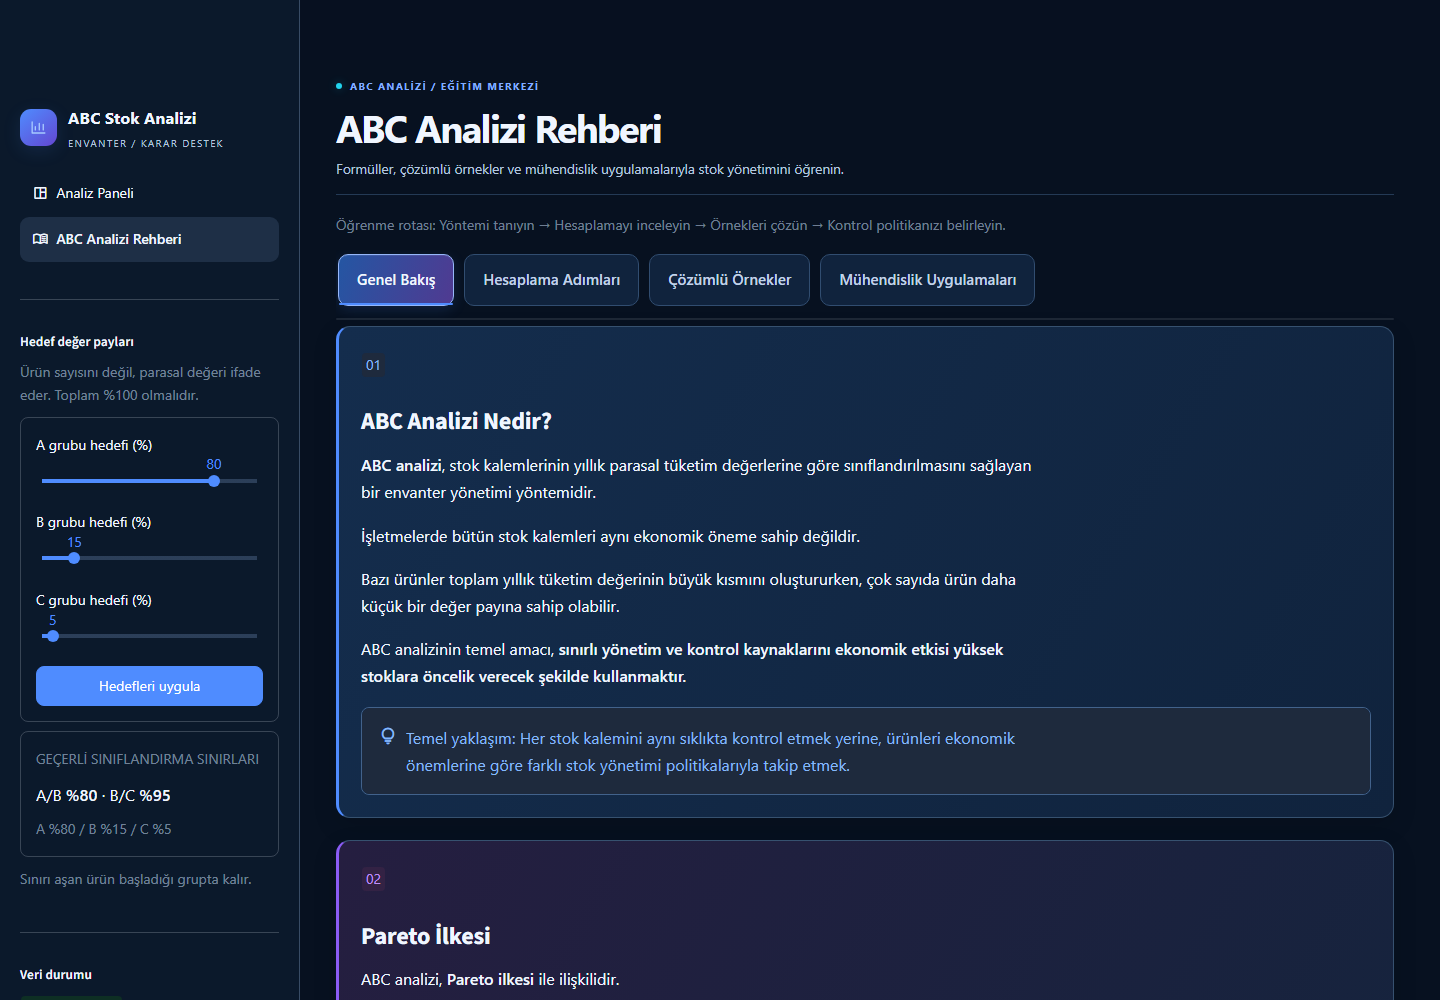 ABC Stok Analizi
ENVANTER / KARAR DESTEK
Analiz Paneli
ABC Analizi Rehberi
Hedef değer payları
Ürün sayısını değil, parasal değeri ifade
eder. Toplam %100 olmalıdır.
A grubu hedefi (%)
80
B grubu hedefi (%)
15
C grubu hedefi (%)
5
Hedefleri uygula
GEÇERLİ SINIFLANDIRMA SINIRLARI
A/B %80 · B/C %95
A %80 / B %15 / C %5
Sınırı aşan ürün başladığı grupta kalır.
Veri durumu
ABC ANALİZİ / EĞİTİM MERKEZİ
ABC Analizi Rehberi
Formüller, çözümlü örnekler ve mühendislik uygulamalarıyla stok yönetimini öğrenin.
Öğrenme rotası: Yöntemi tanıyın → Hesaplamayı inceleyin → Örnekleri çözün → Kontrol politikanızı belirleyin.
Genel Bakış
Hesaplama Adımları
Çözümlü Örnekler
Mühendislik Uygulamaları
01
ABC Analizi Nedir?
ABC analizi, stok kalemlerinin yıllık parasal tüketim değerlerine göre sınıflandırılmasını sağlayan
bir envanter yönetimi yöntemidir.
İşletmelerde bütün stok kalemleri aynı ekonomik öneme sahip değildir.
Bazı ürünler toplam yıllık tüketim değerinin büyük kısmını oluştururken, çok sayıda ürün daha
küçük bir değer payına sahip olabilir.
ABC analizinin temel amacı, sınırlı yönetim ve kontrol kaynaklarını ekonomik etkisi yüksek
stoklara öncelik verecek şekilde kullanmaktır.
Temel yaklaşım: Her stok kalemini aynı sıklıkta kontrol etmek yerine, ürünleri ekonomik
önemlerine göre farklı stok yönetimi politikalarıyla takip etmek.
02
Pareto İlkesi
ABC analizi, Pareto ilkesi ile ilişkilidir.